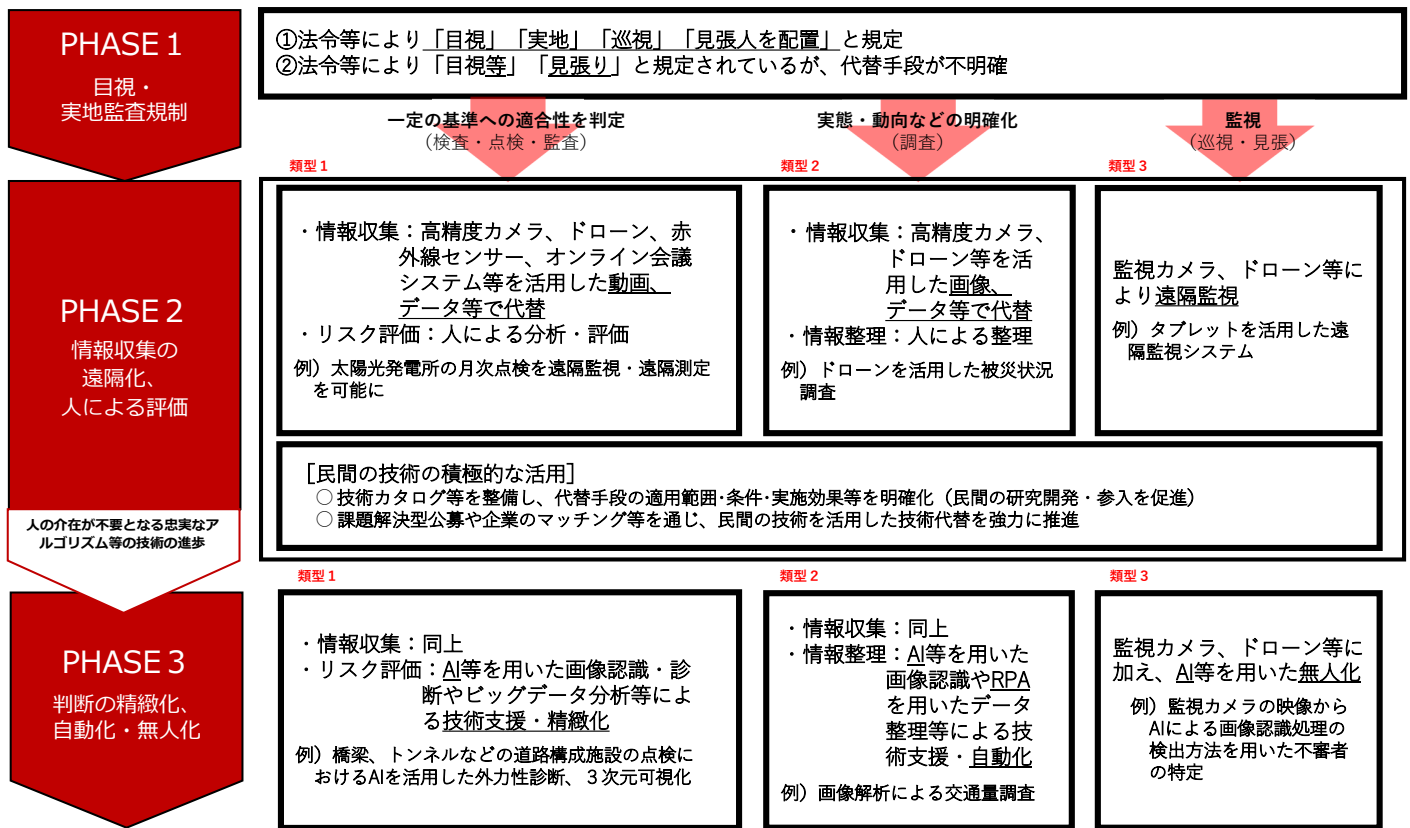 PHASE１
目視・
実地監査規制
①法令等により「目視」「実地」「巡視」「見張人を配置」と規定
②法令等により「目視等」「見張り」と規定されているが、代替手段が不明確
一定の基準への適合性を判定
（検査・点検・監査）
実態・動向などの明確化
（調査）
監視
（巡視・見張）
類型１
類型２
類型３
PHASE２
情報収集の
遠隔化、
人による評価
・情報収集：高精度カメラ、ドローン、赤
外線センサー、オンライン会議
システム等を活用した動画、
データ等で代替
・リスク評価：人による分析・評価
例）太陽光発電所の月次点検を遠隔監視・遠隔測定
を可能に
・情報収集：高精度カメラ、
ドローン等を活
用した画像、
データ等で代替
・情報整理：人による整理
例）ドローンを活用した被災状況
調査
監視カメラ、ドローン等に
より遠隔監視
例）タブレットを活用した遠
隔監視システム
［民間の技術の積極的な活用］
○技術カタログ等を整備し、代替手段の適用範囲･条件･実施効果等を明確化（民間の研究開発・参入を促進）
○課題解決型公募や企業のマッチング等を通じ、民間の技術を活用した技術代替を強力に推進
人の介在が不要となる忠実なア
ルゴリズム等の技術の進歩
類型１
類型２
類型３
PHASE３
判断の精緻化、
自動化・無人化
・情報収集：同上
・リスク評価：AI等を用いた画像認識・診
断やビッグデータ分析等によ
る技術支援・精緻化
例）橋梁、トンネルなどの道路構成施設の点検に
おけるAIを活用した外力性診断、３次元可視化
・情報収集：同上
・情報整理：AI等を用いた
画像認識やRPA
を用いたデータ
整理等による技
術支援・自動化
例）画像解析による交通量調査
監視カメラ、ドローン等に
加え、AI等を用いた無人化
例）監視カメラの映像から
AIによる画像認識処理の
検出方法を用いた不審者
の特定